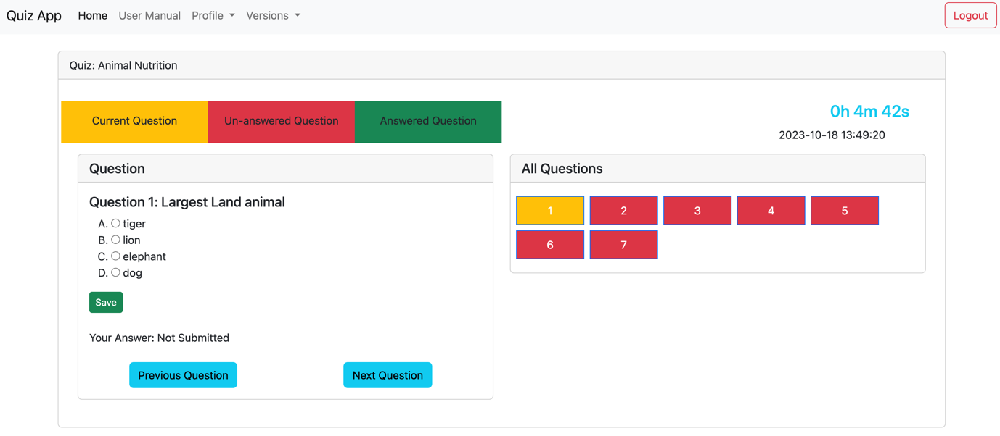 Quiz App Home User Manual Profile Versions Logout
Quiz: Animal Nutrition
Current Question Un-answered Question Answered Question
0h 4m 42s
2023-10-18 13:49:20
Question
Question 1: Largest Land animal
A. tiger
B. lion
C. elephant
D. dog
Save
Your Answer: Not Submitted
Previous Question Next Question
All Questions
1 2 3 4 5
6 7